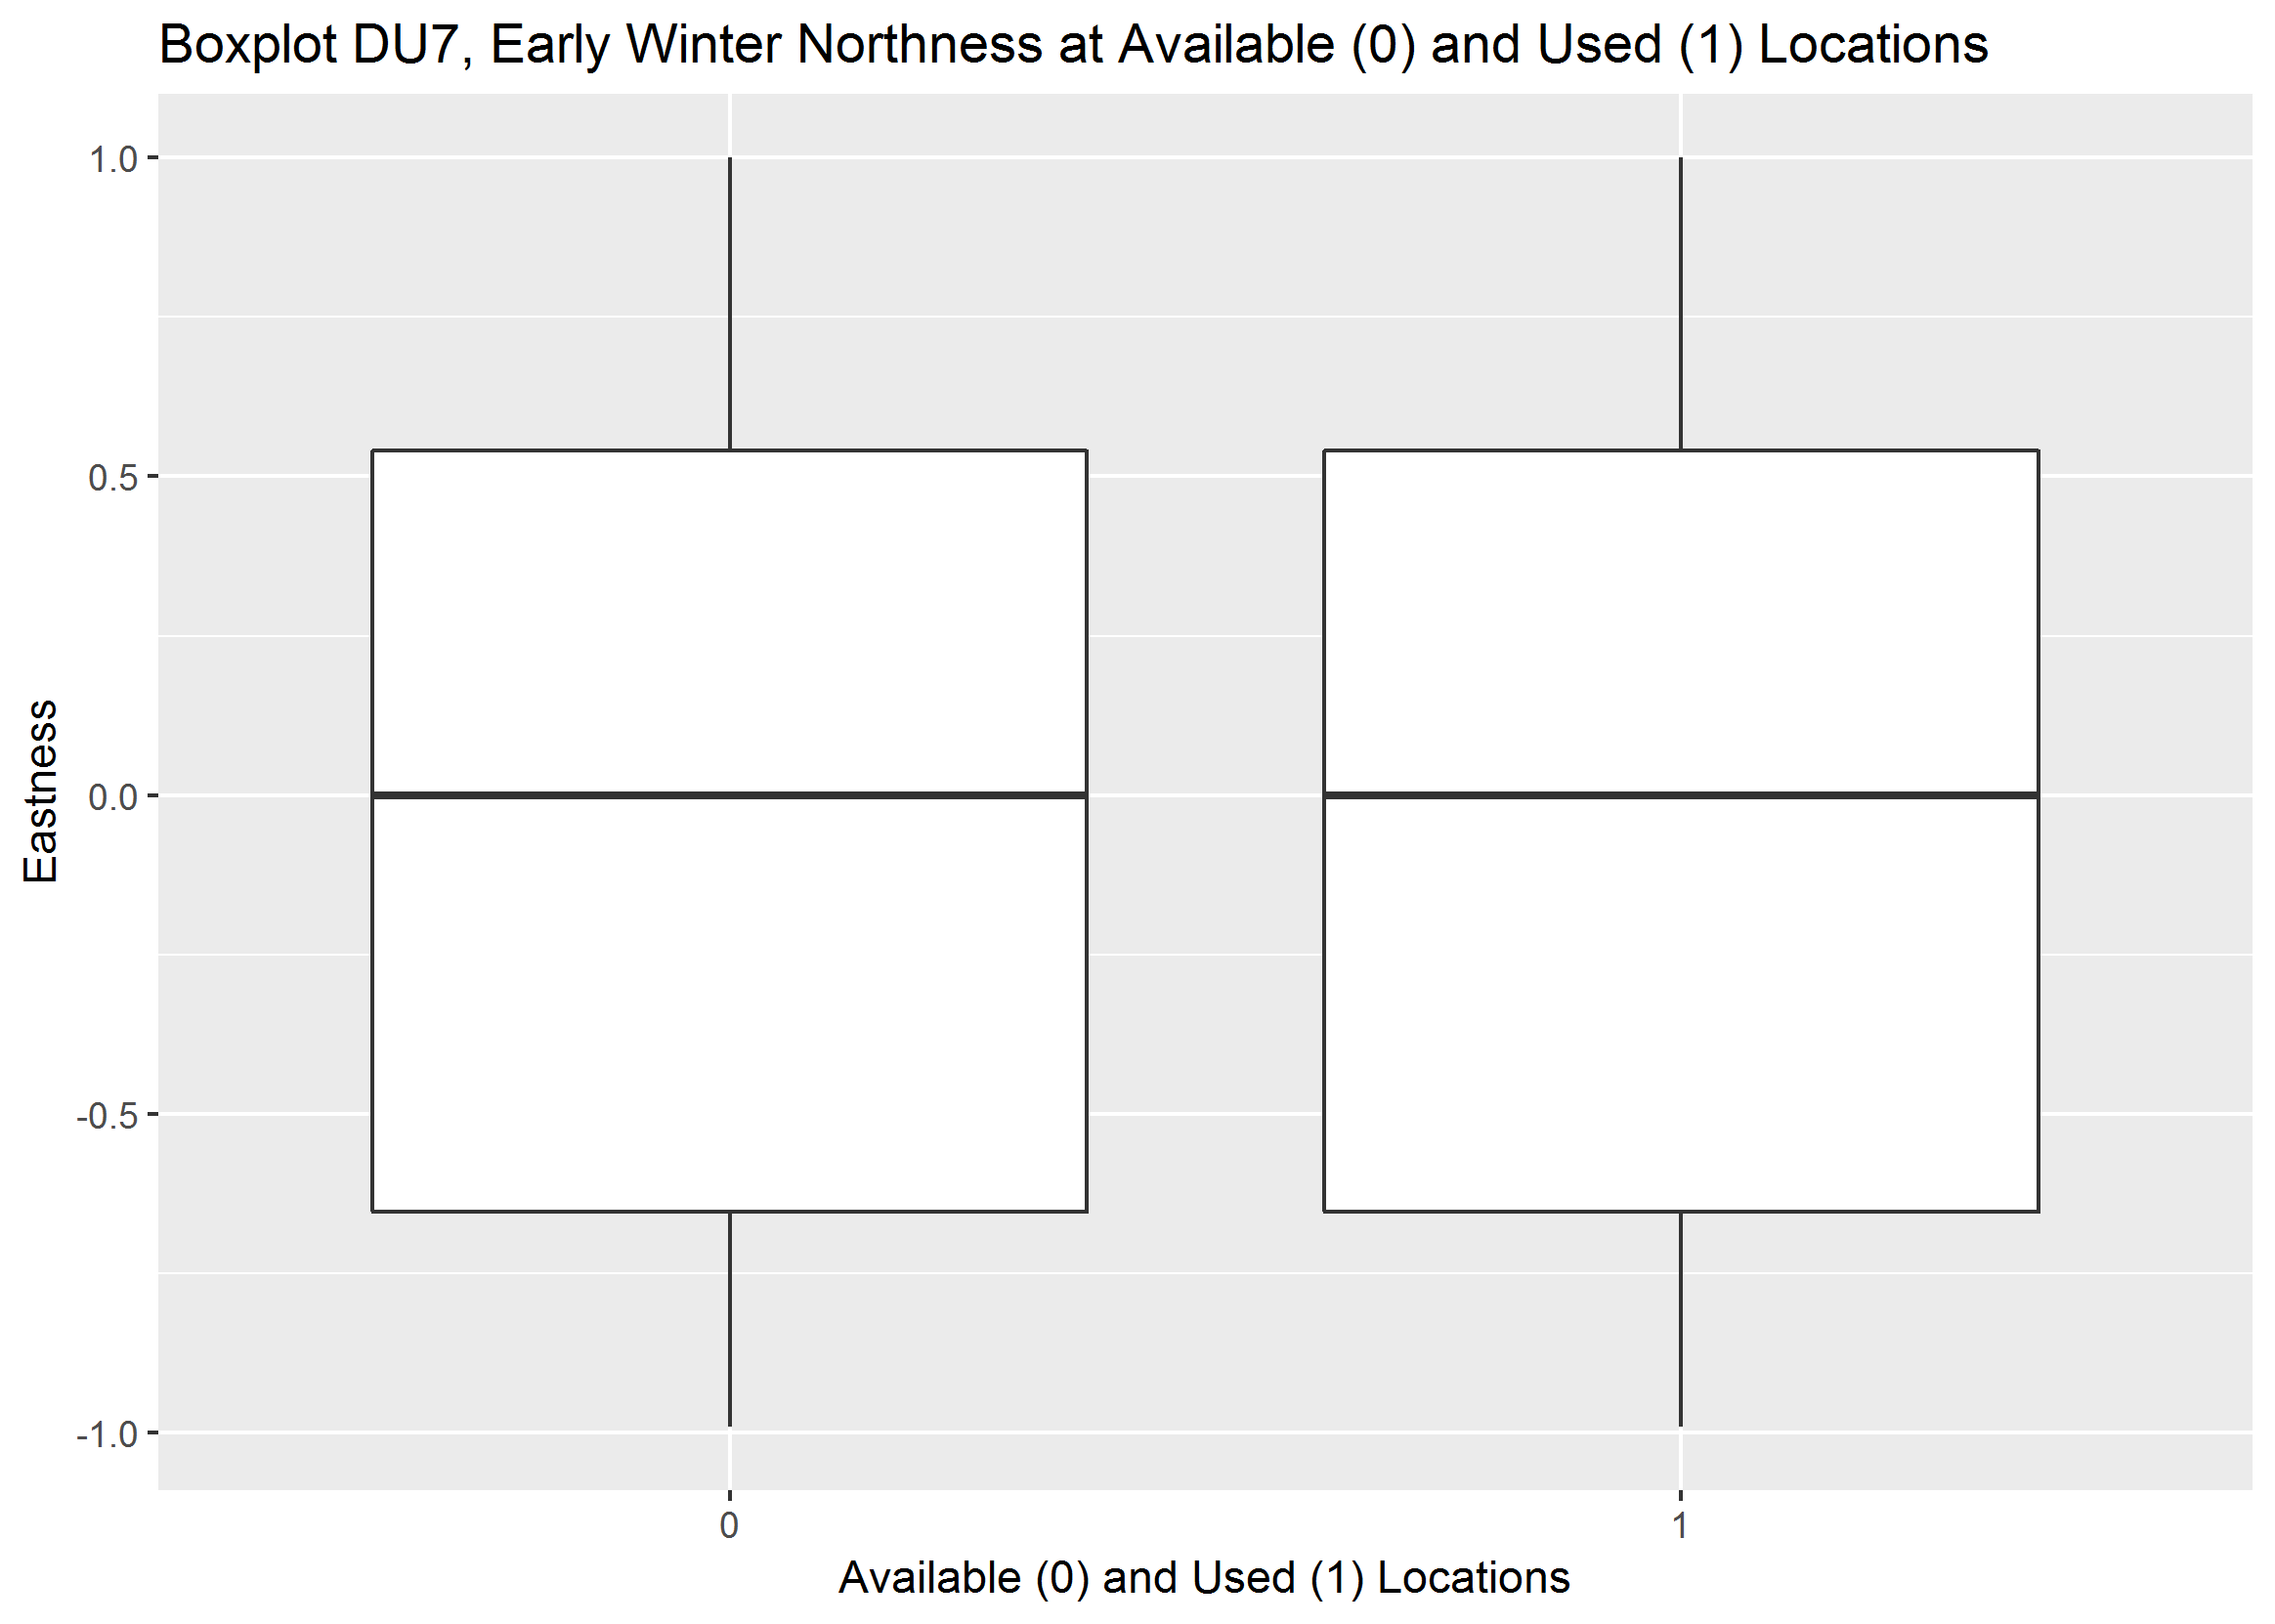 Boxplot DU7, Early Winter Northness at Available (0) and Used (1) Locations
Eastness
1.0
0.5
0.0
-0.5
-1.0
0 1
Available (0) and Used (1) Locations